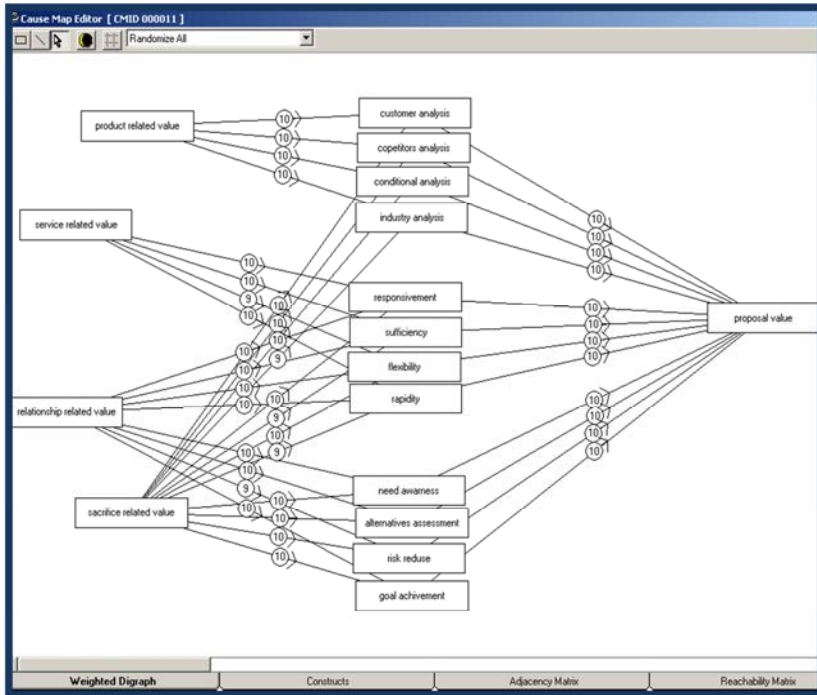 Cause Map Editor [ CMID 000011 ]
Randomize All
product related value
10
10
10
10
customer analysis
copetitors analysis
conditional analysis
industry analysis
service related value
10
10
9
10
10
10
10
9
10
10
10
10
responsivement
sufficiency
flexibility
rapidity
10
10
10
10
10
10
10
10
proposal value
relationship related value
10
9
10
9
10
10
9
10
sacrifice related value
10
10
10
10
need awarness
alternatives assessment
risk reduse
goal achivement
10
10
10
10
Weighted Digraph
Constructs
Adjacency Matrix
Reachability Matrix